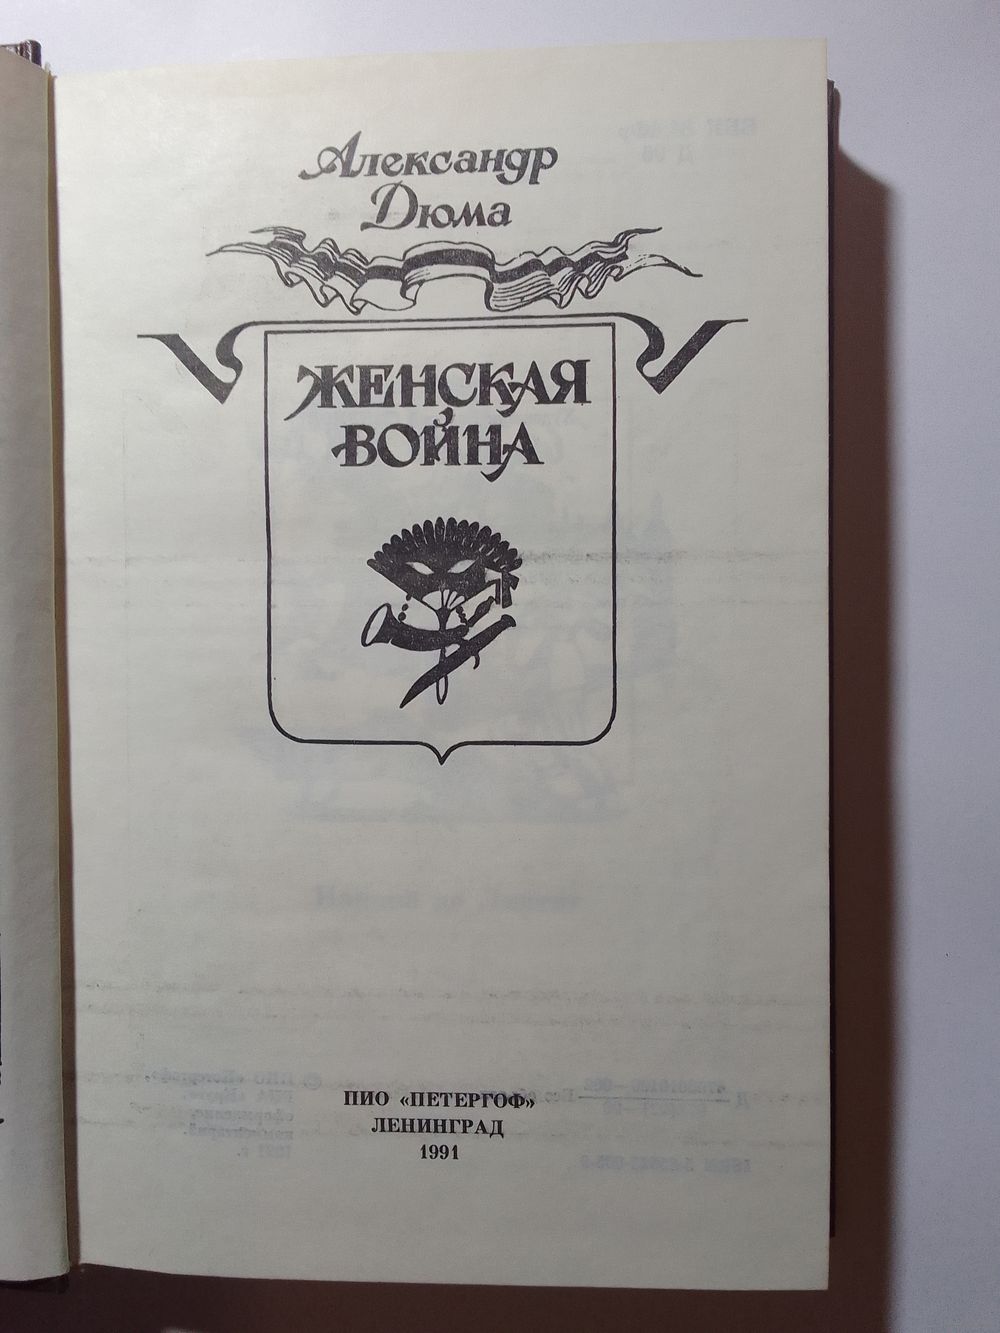 Александр
Дюма
ЖЕНСКАЯ
ВОЙНА
ПИО «ПЕТЕРГОФ»
ЛЕНИНГРАД
1991